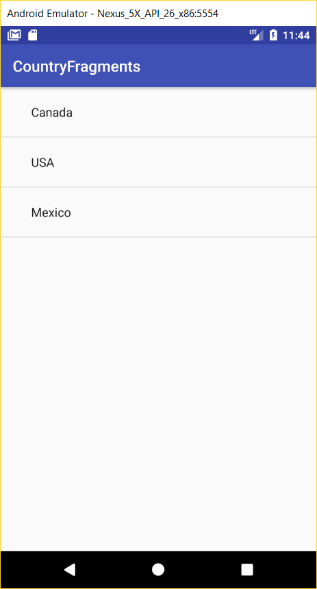 Android Emulator - Nexus_5X_API_26_x86:5554
LTE 11:44
CountryFragments
Canada
USA
Mexico